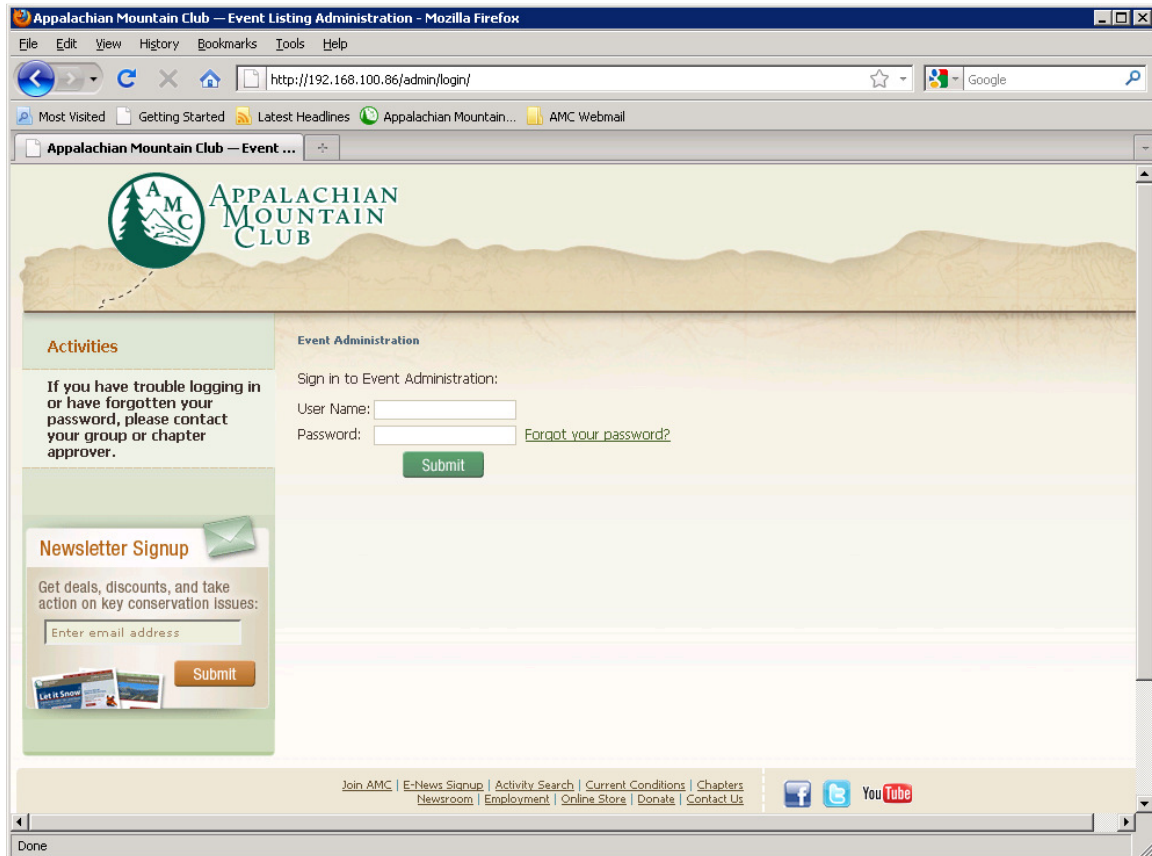 Appalachian Mountain Club — Event Listing Administration - Mozilla Firefox
File Edit View History Bookmarks Tools Help
http://192.168.100.86/admin/login/
Google
Most Visited Getting Started Latest Headlines Appalachian Mountain... AMC Webmail
Appalachian Mountain Club — Event ...
AMC
APPALACHIAN
MOUNTAIN
CLUB
Activities
If you have trouble logging in
or have forgotten your
password, please contact
your group or chapter
approver.
Event Administration
Sign in to Event Administration:
User Name:
Password: Forgot your password?
Submit
Newsletter Signup
Get deals, discounts, and take
action on key conservation issues:
Enter email address
Submit
Let it Snow
Join AMC | E-News Signup | Activity Search | Current Conditions | Chapters
Newsroom | Employment | Online Store | Donate | Contact Us
You Tube
Done